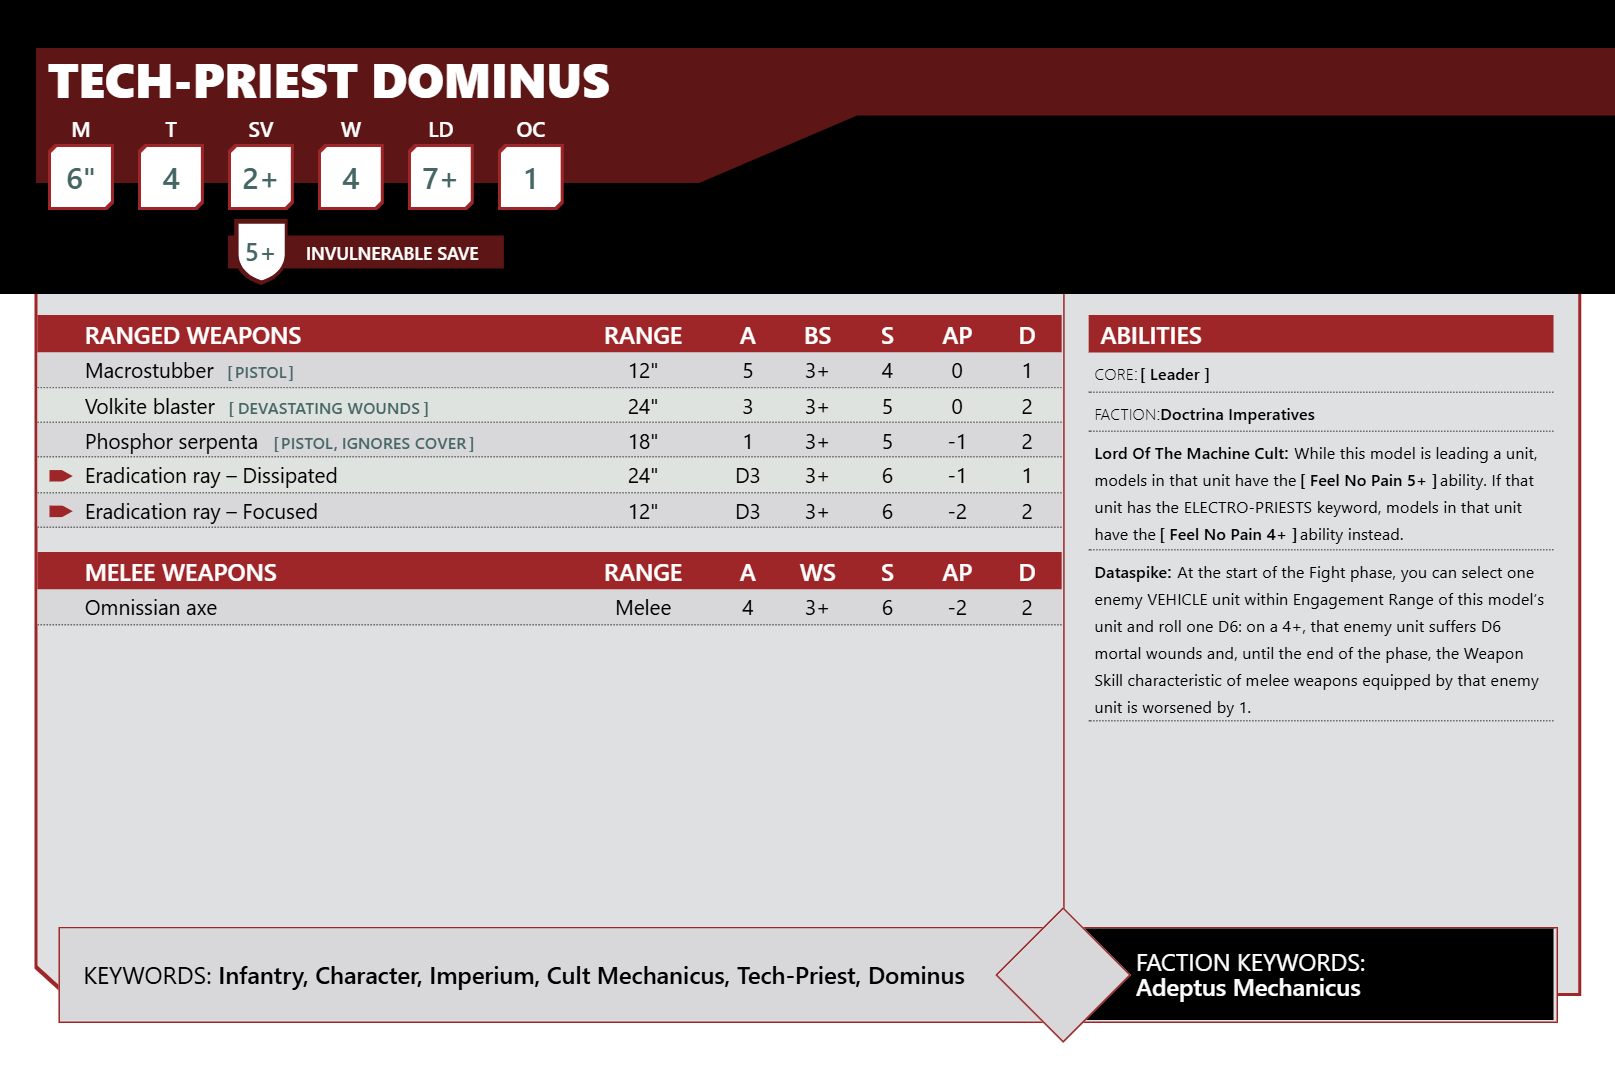 TECH-PRIEST DOMINUS
M T SV W LD OC
6" 4 2+ 4 7+ 1
5+ INVULNERABLE SAVE
RANGED WEAPONS RANGE A BS S AP D
Macrostubber [PISTOL] 12" 5 3+ 4 0 1
Volkite blaster [ DEVASTATING WOUNDS ] 24" 3 3+ 5 0 2
Phosphor serpenta [PISTOL, IGNORES COVER] 18" 1 3+ 5 -1 2
Eradication ray – Dissipated 24" D3 3+ 6 -1 1
Eradication ray – Focused 12" D3 3+ 6 -2 2
MELEE WEAPONS RANGE A WS S AP D
Omnissian axe Melee 4 3+ 6 -2 2
ABILITIES
CORE: [ Leader ]
FACTION:Doctrina Imperatives
Lord Of The Machine Cult: While this model is leading a unit,
models in that unit have the [ Feel No Pain 5+ ] ability. If that
unit has the ELECTRO-PRIESTS keyword, models in that unit
have the [ Feel No Pain 4+ ] ability instead.
Dataspike: At the start of the Fight phase, you can select one
enemy VEHICLE unit within Engagement Range of this model's
unit and roll one D6: on a 4+, that enemy unit suffers D6
mortal wounds and, until the end of the phase, the Weapon
Skill characteristic of melee weapons equipped by that enemy
unit is worsened by 1.
KEYWORDS: Infantry, Character, Imperium, Cult Mechanicus, Tech-Priest, Dominus
FACTION KEYWORDS:
Adeptus Mechanicus